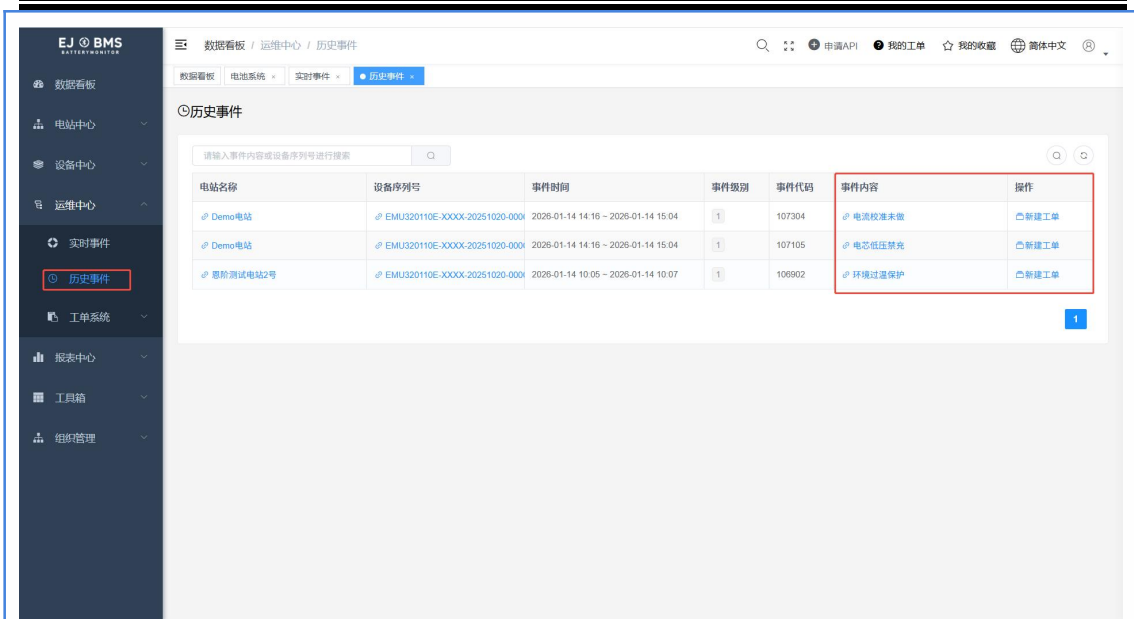 EJ BMS
BATTERYMONITOR
数据看板
电站中心
设备中心
运维中心
实时事件
历史事件
工单系统
报表中心
工具箱
组织管理
数据看板 / 运维中心 / 历史事件
申请API 我的工单 我的收藏 简体中文
数据看板 电池系统 × 实时事件 × 历史事件 ×
历史事件
请输入事件内容或设备序列号进行搜索
电站名称 设备序列号 事件时间 事件级别 事件代码 事件内容 操作
Demo电站 EMU320110E-XXXX-20251020-000 2026-01-14 14:16 ~ 2026-01-14 15:04 1 107304 电流校准未做 新建工单
Demo电站 EMU320110E-XXXX-20251020-000 2026-01-14 14:16 ~ 2026-01-14 15:04 1 107105 电芯低压禁充 新建工单
恩阶测试电站2号 EMU320110E-XXXX-20251020-000 2026-01-14 10:05 ~ 2026-01-14 10:07 1 106902 环境过温保护 新建工单
1